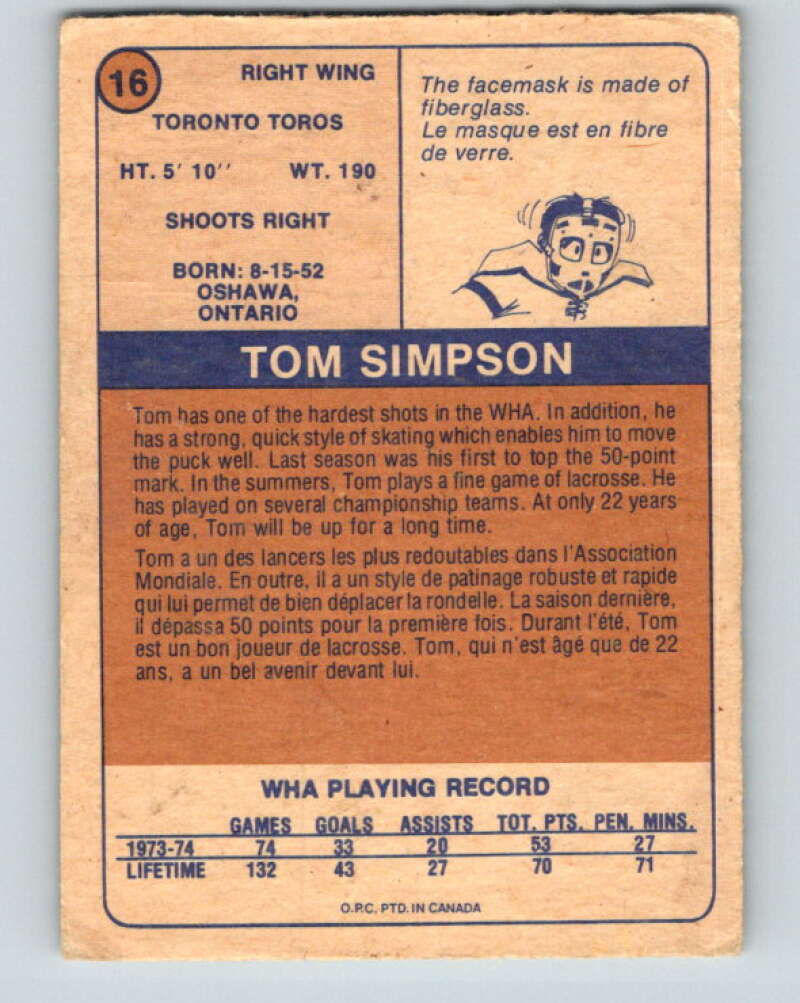 16
RIGHT WING
TORONTO TOROS
HT. 5' 10'' WT. 190
SHOOTS RIGHT
BORN: 8-15-52
OSHAWA,
ONTARIO
The facemask is made of
fiberglass.
Le masque est en fibre
de verre.
TOM SIMPSON
Tom has one of the hardest shots in the WHA. In addition, he
has a strong, quick style of skating which enables him to move
the puck well. Last season was his first to top the 50-point
mark. In the summers, Tom plays a fine game of lacrosse. He
has played on several championship teams. At only 22 years
of age, Tom will be up for a long time.
Tom a un des lancers les plus redoutables dans l'Association
Mondiale. En outre, il a un style de patinage robuste et rapide
qui lui permet de bien déplacer la rondelle. La saison dernière,
il dépassa 50 points pour la première fois. Durant l'été, Tom
est un bon joueur de lacrosse. Tom, qui n'est âgé que de 22
ans, a un bel avenir devant lui.
WHA PLAYING RECORD
GAMES GOALS ASSISTS TOT. PTS. PEN. MINS.
1973-74 74 33 20 53 27
LIFETIME 132 43 27 70 71
O.P.C. PTD. IN CANADA